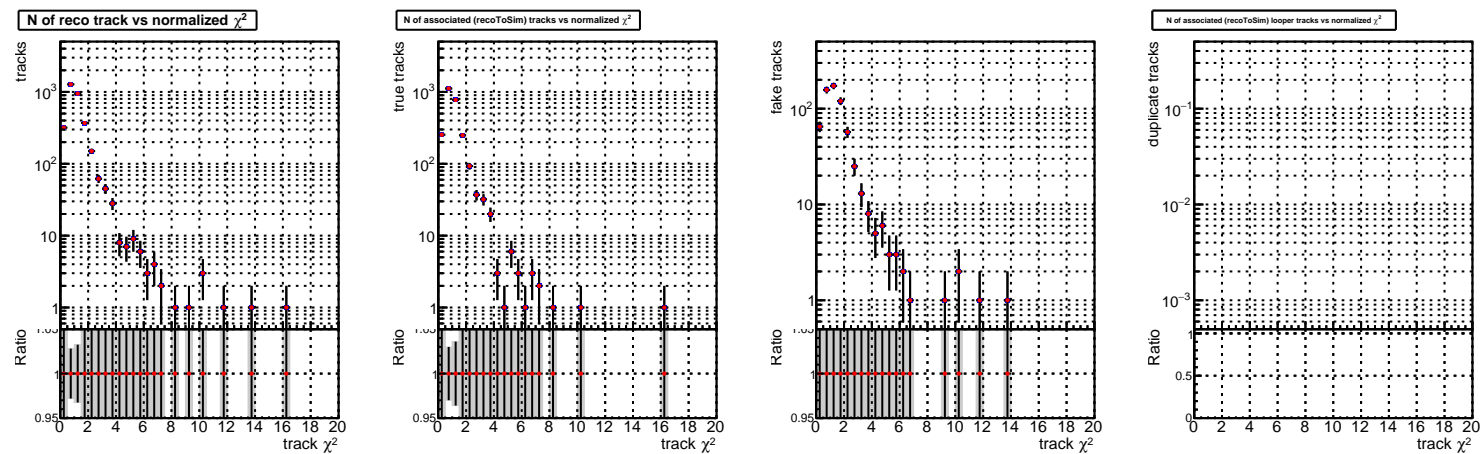 N of reco track vs normalized χ²
N of associated (recoToSim) tracks vs normalized χ²
N of associated (recoToSim) looper tracks vs normalized χ²
tracks
10³
10²
10
1
Ratio
1.05
1
0.95
0 2 4 6 8 10 12 14 16 18 20
track χ²
true tracks
10³
10²
10
1
Ratio
1.05
1
0.95
0 2 4 6 8 10 12 14 16 18 20
track χ²
fake tracks
10²
10
1
Ratio
1.05
1
0.95
0 2 4 6 8 10 12 14 16 18 20
track χ²
duplicate tracks
10⁻¹
10⁻²
10⁻³
Ratio
1
0.5
0
0 2 4 6 8 10 12 14 16 18 20
track χ²